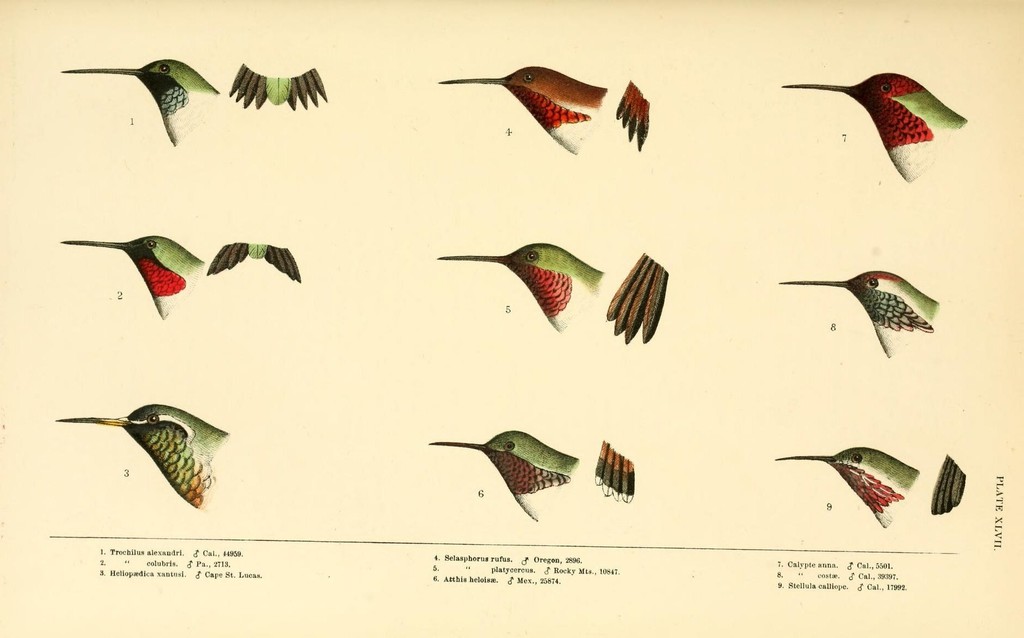 1
4
7
2
5
8
3
6
9
PLATE XLVII.
1. Trochilus alexandri. ♂ Cal., 44959.
2. " colubris. ♂ Pa., 2713.
3. Heliopædica xantusi. ♂ Cape St. Lucas.
4. Selasphorus rufus. ♂ Oregon, 2896.
5. " platycercus. ♂ Rocky Mts., 10847.
6. Atthis heloisæ. ♂ Mex., 25874.
7. Calypte anna. ♂ Cal., 5501.
8. " costæ. ♂ Cal., 39397.
9. Stellula calliope. ♂ Cal., 17992.